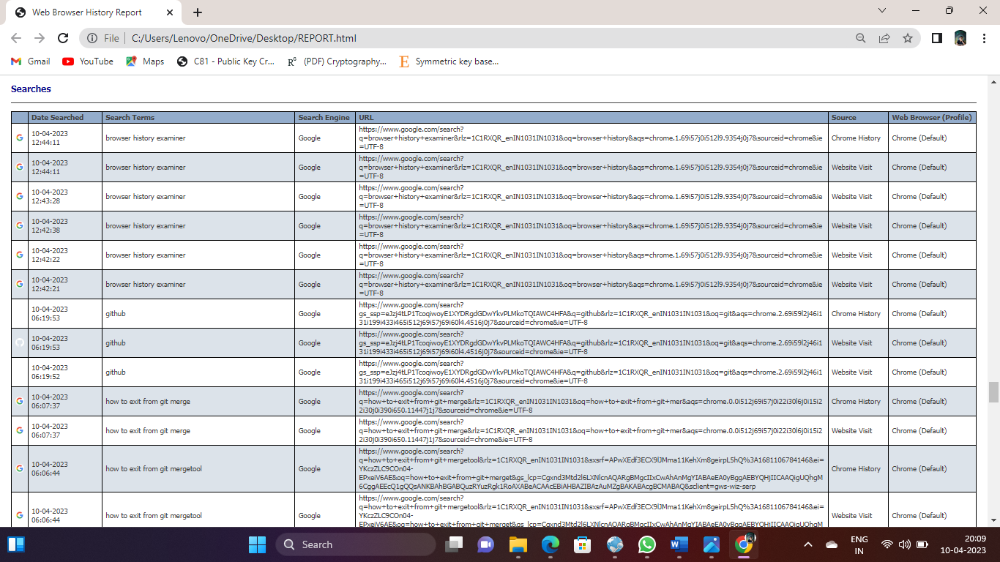 Web Browser History Report
File C:/Users/Lenovo/OneDrive/Desktop/REPORT.html
Gmail YouTube Maps C81 - Public Key Cr... (PDF) Cryptography... Symmetric key base...
Searches
Date Searched Search Terms Search Engine URL Source Web Browser (Profile)
10-04-2023
12:44:11
browser history examiner
Google
https://www.google.com/search?
q=browser+history+examiner&rlz=1C1RXQR_enIN1031IN1031&oq=browser+history&aqs=chrome.1.69i57j0i512l9.9354j0j7&sourceid=chrome&ie
=UTF-8
Chrome History
Chrome (Default)
10-04-2023
12:44:11
browser history examiner
Google
https://www.google.com/search?
q=browser+history+examiner&rlz=1C1RXQR_enIN1031IN1031&oq=browser+history&aqs=chrome.1.69i57j0i512l9.9354j0j7&sourceid=chrome&ie
=UTF-8
Website Visit
Chrome (Default)
10-04-2023
12:43:28
browser history examiner
Google
https://www.google.com/search?
q=browser+history+examiner&rlz=1C1RXQR_enIN1031IN1031&oq=browser+history&aqs=chrome.1.69i57j0i512l9.9354j0j7&sourceid=chrome&ie
=UTF-8
Website Visit
Chrome (Default)
10-04-2023
12:42:38
browser history examiner
Google
https://www.google.com/search?
q=browser+history+examiner&rlz=1C1RXQR_enIN1031IN1031&oq=browser+history&aqs=chrome.1.69i57j0i512l9.9354j0j7&sourceid=chrome&ie
=UTF-8
Website Visit
Chrome (Default)
10-04-2023
12:42:22
browser history examiner
Google
https://www.google.com/search?
q=browser+history+examiner&rlz=1C1RXQR_enIN1031IN1031&oq=browser+history&aqs=chrome.1.69i57j0i512l9.9354j0j7&sourceid=chrome&ie
=UTF-8
Website Visit
Chrome (Default)
10-04-2023
12:42:21
browser history examiner
Google
https://www.google.com/search?
q=browser+history+examiner&rlz=1C1RXQR_enIN1031IN1031&oq=browser+history&aqs=chrome.1.69i57j0i512l9.9354j0j7&sourceid=chrome&ie
=UTF-8
Website Visit
Chrome (Default)
10-04-2023
06:19:53
github
Google
https://www.google.com/search?
gs_ssp=eJzj4tLP1TcoqiwoyE1XYDRgdGDwYkvPLMkoTQIAWC4HFA&q=github&rlz=1C1RXQR_enIN1031IN1031&oq=git&aqs=chrome.2.69i59l2j46i1
31i199i433i465i512j69i57j69i60l4.4516j0j7&sourceid=chrome&ie=UTF-8
Chrome History
Chrome (Default)
10-04-2023
06:19:53
github
Google
https://www.google.com/search?
gs_ssp=eJzj4tLP1TcoqiwoyE1XYDRgdGDwYkvPLMkoTQIAWC4HFA&q=github&rlz=1C1RXQR_enIN1031IN1031&oq=git&aqs=chrome.2.69i59l2j46i1
31i199i433i465i512j69i57j69i60l4.4516j0j7&sourceid=chrome&ie=UTF-8
Website Visit
Chrome (Default)
10-04-2023
06:19:52
github
Google
https://www.google.com/search?
gs_ssp=eJzj4tLP1TcoqiwoyE1XYDRgdGDwYkvPLMkoTQIAWC4HFA&q=github&rlz=1C1RXQR_enIN1031IN1031&oq=git&aqs=chrome.2.69i59l2j46i1
31i199i433i465i512j69i57j69i60l4.4516j0j7&sourceid=chrome&ie=UTF-8
Website Visit
Chrome (Default)
10-04-2023
06:07:37
how to exit from git merge
Google
https://www.google.com/search?
q=how+to+exit+from+git+merge&rlz=1C1RXQR_enIN1031IN1031&oq=how+to+exit+from+git+mer&aqs=chrome.0.0i512j69i57j0i22i30l6j0i15i2
2i30j0i390i650.11447j1j7&sourceid=chrome&ie=UTF-8
Chrome History
Chrome (Default)
10-04-2023
06:07:37
how to exit from git merge
Google
https://www.google.com/search?
q=how+to+exit+from+git+merge&rlz=1C1RXQR_enIN1031IN1031&oq=how+to+exit+from+git+mer&aqs=chrome.0.0i512j69i57j0i22i30l6j0i15i2
2i30j0i390i650.11447j1j7&sourceid=chrome&ie=UTF-8
Website Visit
Chrome (Default)
10-04-2023
06:06:44
how to exit from git mergetool
Google
https://www.google.com/search?
q=how+to+exit+from+git+mergetool&rlz=1C1RXQR_enIN1031IN1031&sxsrf=APwXEdf3ECX9lJMma11KehXm8geirpL5hQ%3A1681106784146&ei=
YKczZLC9COn04-
EPxeiV6AE&oq=how+to+exit+from+git+merget&gs_lcp=Cgxnd3Mtd2l6LXNlcnAQARgBMgcIIxCwAhAnMgYIABAeEA0yBggAEBYQHjIICAAQigUQhgM
6CggAEEcQ1gQQsANKBAhBGABQuzRYuzRgk1RoAXABeACAAcEBiAHBAZIBAzAuMZgBAKABAcgBCMABAQ&sclient=gws-wiz-serp
Chrome History
Chrome (Default)
10-04-2023
06:06:44
how to exit from git mergetool
Google
https://www.google.com/search?
q=how+to+exit+from+git+mergetool&rlz=1C1RXQR_enIN1031IN1031&sxsrf=APwXEdf3ECX9lJMma11KehXm8geirpL5hQ%3A1681106784146&ei=
YKczZLC9COn04-
EPxeiV6AE&oq=how+to+exit+from+git+merget&gs_lcp=Cgxnd3Mtd2l6LXNlcnAQARgBMgcIIxCwAhAnMgYIABAeEA0yBggAEBYQHjIICAAQigUQhgM
Website Visit
Chrome (Default)
Search
ENG
IN
20:09
10-04-2023